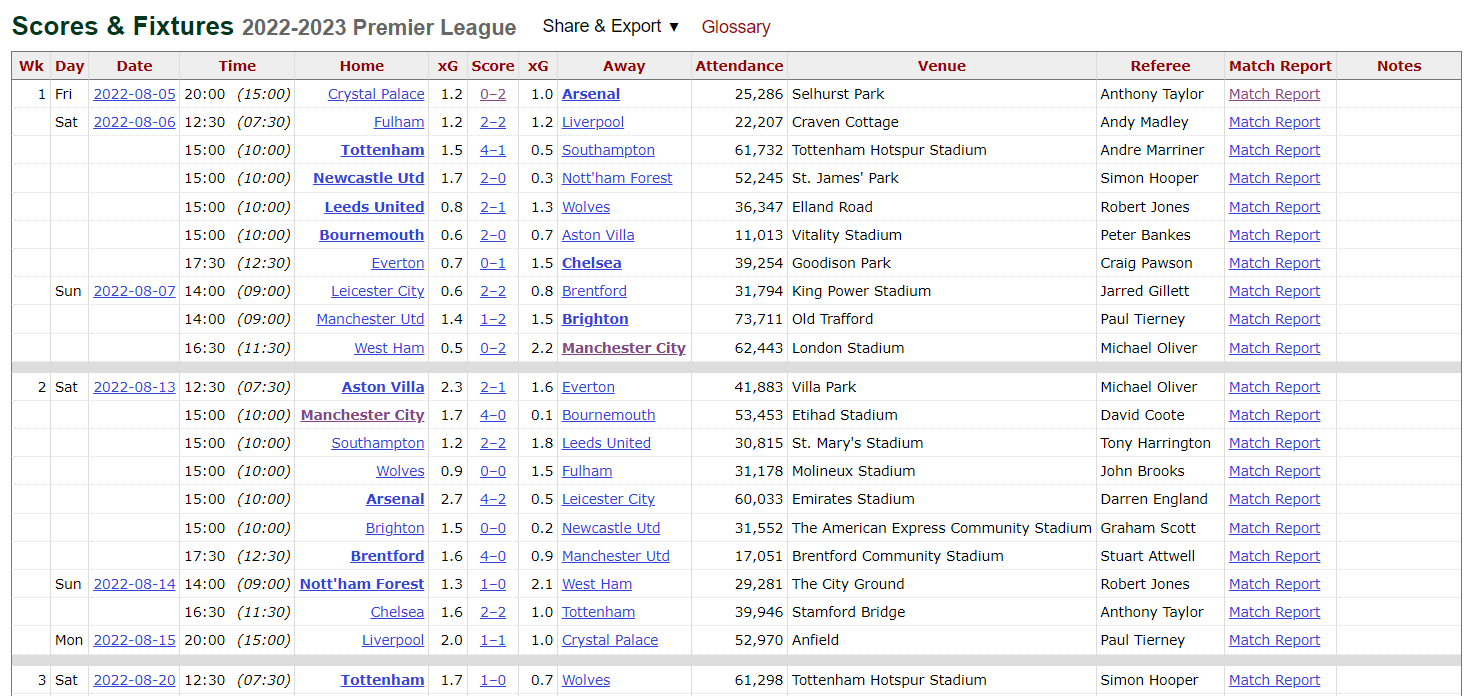 Scores & Fixtures 2022-2023 Premier League Share & Export ▼ Glossary
Wk Day Date Time Home xG Score xG Away Attendance Venue Referee Match Report Notes
1 Fri 2022-08-05 20:00 (15:00) Crystal Palace 1.2 0–2 1.0 Arsenal 25,286 Selhurst Park Anthony Taylor Match Report
Sat 2022-08-06 12:30 (07:30) Fulham 1.2 2–2 1.2 Liverpool 22,207 Craven Cottage Andy Madley Match Report
15:00 (10:00) Tottenham 1.5 4–1 0.5 Southampton 61,732 Tottenham Hotspur Stadium Andre Marriner Match Report
15:00 (10:00) Newcastle Utd 1.7 2–0 0.3 Nott'ham Forest 52,245 St. James' Park Simon Hooper Match Report
15:00 (10:00) Leeds United 0.8 2–1 1.3 Wolves 36,347 Elland Road Robert Jones Match Report
15:00 (10:00) Bournemouth 0.6 2–0 0.7 Aston Villa 11,013 Vitality Stadium Peter Bankes Match Report
17:30 (12:30) Everton 0.7 0–1 1.5 Chelsea 39,254 Goodison Park Craig Pawson Match Report
Sun 2022-08-07 14:00 (09:00) Leicester City 0.6 2–2 0.8 Brentford 31,794 King Power Stadium Jarred Gillett Match Report
14:00 (09:00) Manchester Utd 1.4 1–2 1.5 Brighton 73,711 Old Trafford Paul Tierney Match Report
16:30 (11:30) West Ham 0.5 0–2 2.2 Manchester City 62,443 London Stadium Michael Oliver Match Report
2 Sat 2022-08-13 12:30 (07:30) Aston Villa 2.3 2–1 1.6 Everton 41,883 Villa Park Michael Oliver Match Report
15:00 (10:00) Manchester City 1.7 4–0 0.1 Bournemouth 53,453 Etihad Stadium David Coote Match Report
15:00 (10:00) Southampton 1.2 2–2 1.8 Leeds United 30,815 St. Mary's Stadium Tony Harrington Match Report
15:00 (10:00) Wolves 0.9 0–0 1.5 Fulham 31,178 Molineux Stadium John Brooks Match Report
15:00 (10:00) Arsenal 2.7 4–2 0.5 Leicester City 60,033 Emirates Stadium Darren England Match Report
15:00 (10:00) Brighton 1.5 0–0 0.2 Newcastle Utd 31,552 The American Express Community Stadium Graham Scott Match Report
17:30 (12:30) Brentford 1.6 4–0 0.9 Manchester Utd 17,051 Brentford Community Stadium Stuart Attwell Match Report
Sun 2022-08-14 14:00 (09:00) Nott'ham Forest 1.3 1–0 2.1 West Ham 29,281 The City Ground Robert Jones Match Report
16:30 (11:30) Chelsea 1.6 2–2 1.0 Tottenham 39,946 Stamford Bridge Anthony Taylor Match Report
Mon 2022-08-15 20:00 (15:00) Liverpool 2.0 1–1 1.0 Crystal Palace 52,970 Anfield Paul Tierney Match Report
3 Sat 2022-08-20 12:30 (07:30) Tottenham 1.7 1–0 0.7 Wolves 61,298 Tottenham Hotspur Stadium Simon Hooper Match Report